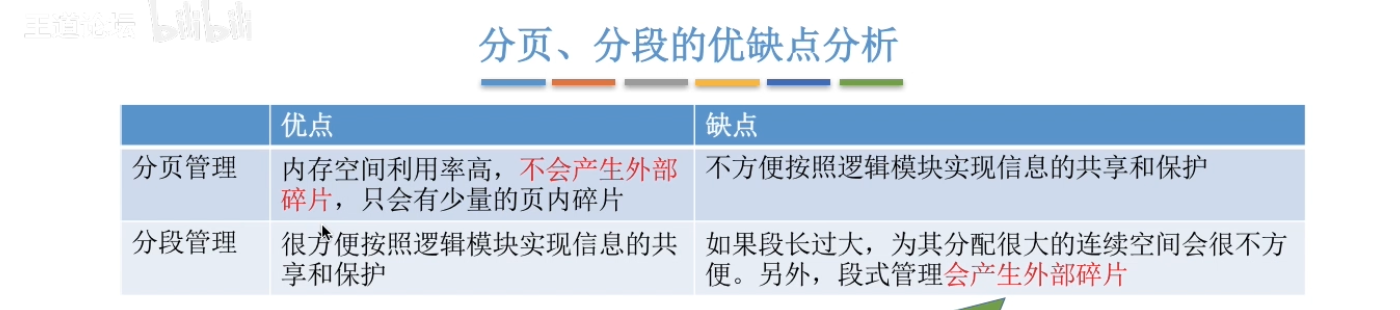 王道论坛 bilibili
分页、分段的优缺点分析
优点 缺点
分页管理 内存空间利用率高，不会产生外部 不方便按照逻辑模块实现信息的共享和保护
碎片，只会有少量的页内碎片
分段管理 很方便按照逻辑模块实现信息的共 如果段长过大，为其分配很大的连续空间会很不方
享和保护 便。另外，段式管理会产生外部碎片